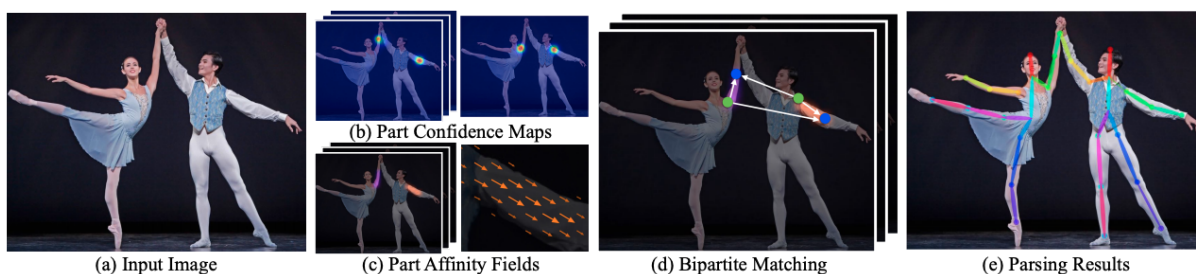 (a) Input Image
(b) Part Confidence Maps
(c) Part Affinity Fields
(d) Bipartite Matching
(e) Parsing Results